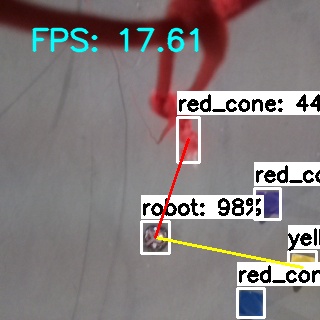 FPS: 17.61
red_cone: 44
red_co
robot: 98%
yell
red_con